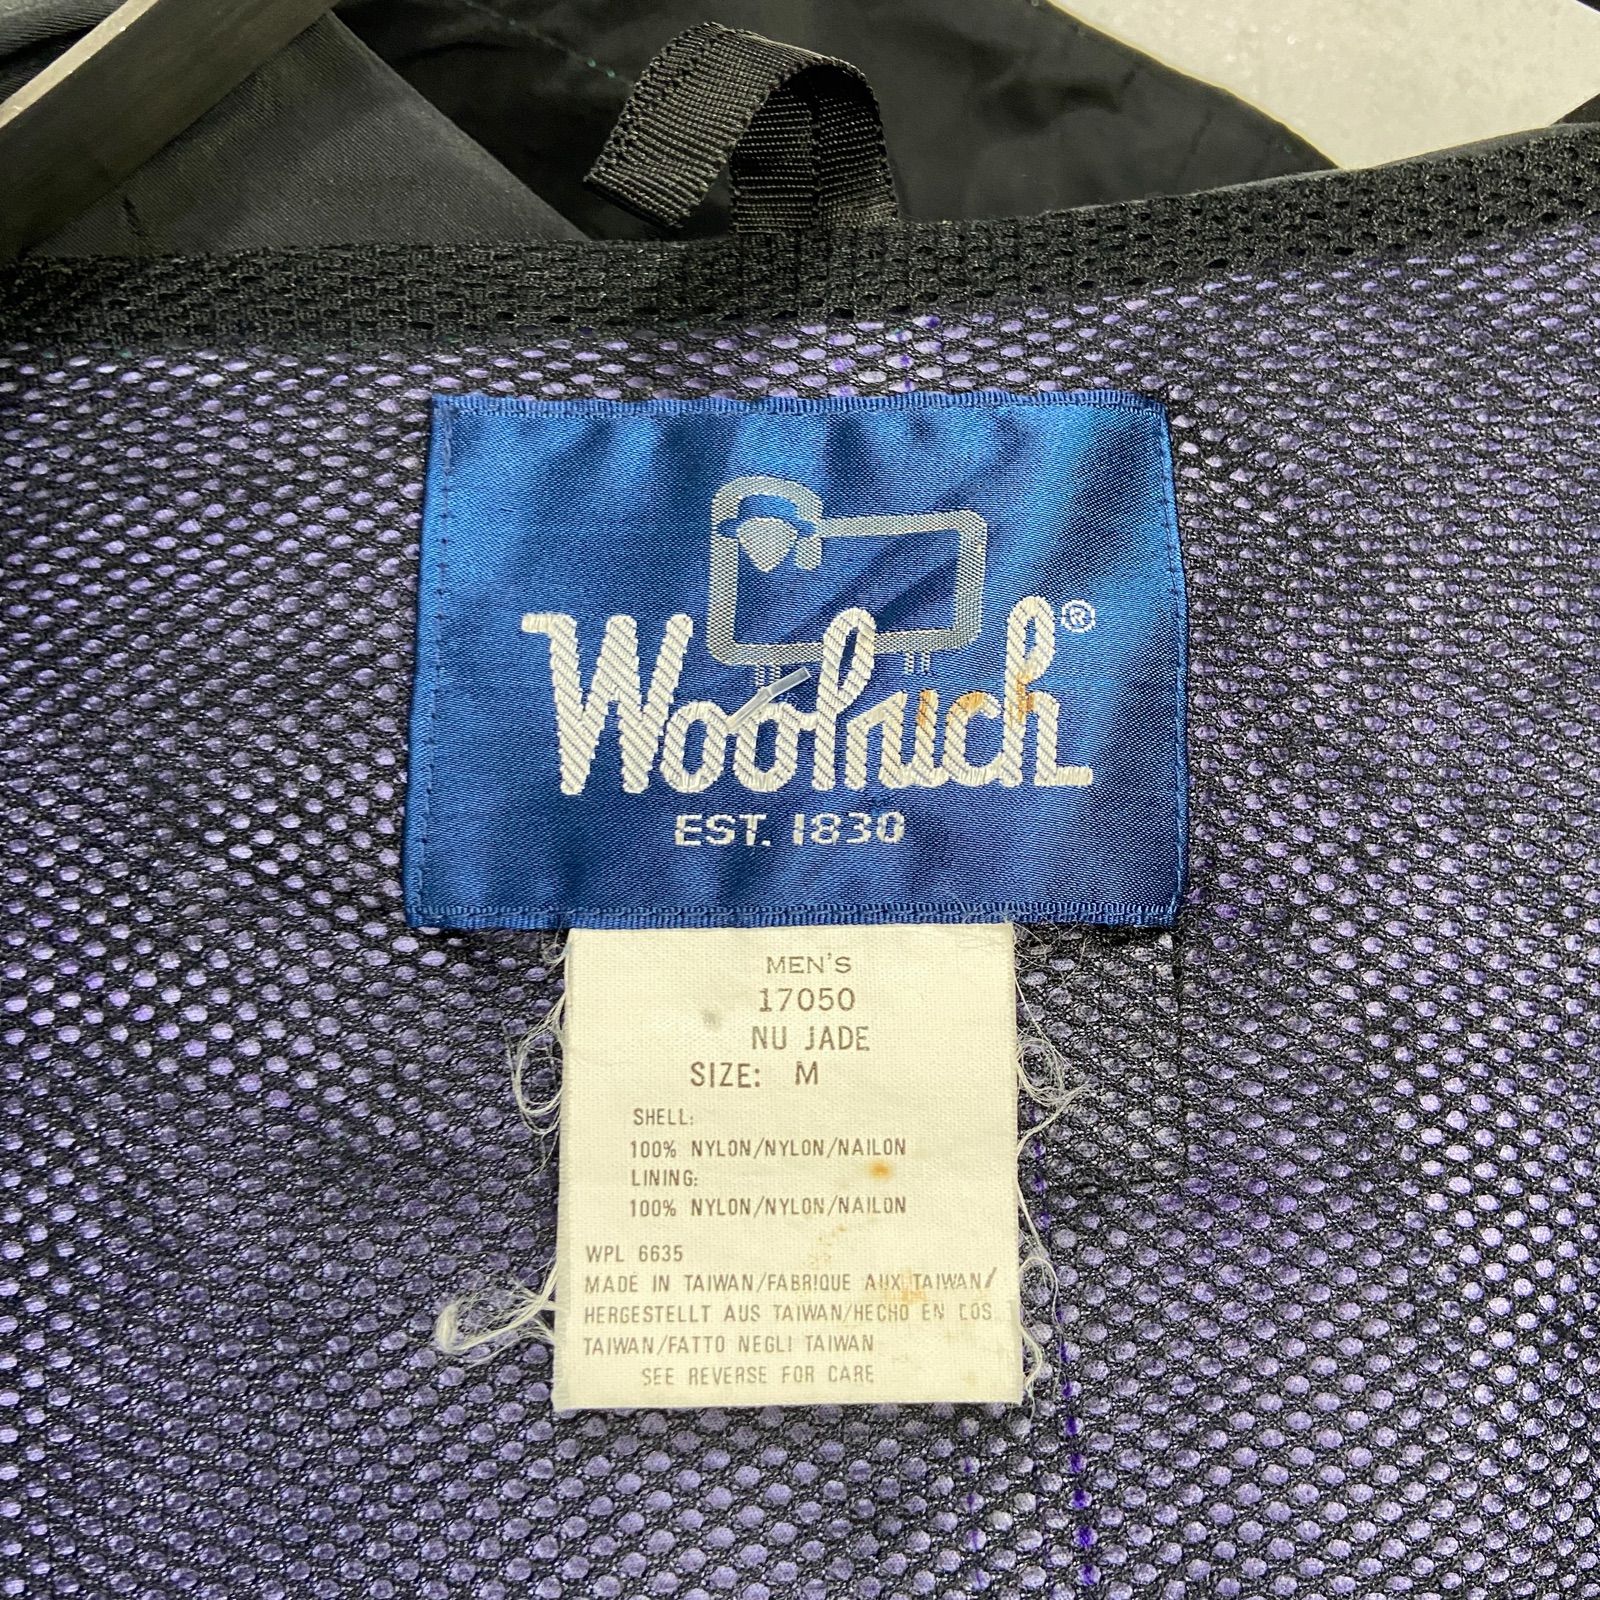 Woolrich®
EST. 1830
MEN'S
17050
NU JADE
SIZE: M
SHELL:
100% NYLON/NYLON/NAILON
LINING:
100% NYLON/NYLON/NAILON
WPL 6635
MADE IN TAIWAN/FABRIQUE AUX TAIWAN/
HERGESTELLT AUS TAIWAN/HECHO EN LOS
TAIWAN/FATTO NEGLI TAIWAN
SEE REVERSE FOR CARE